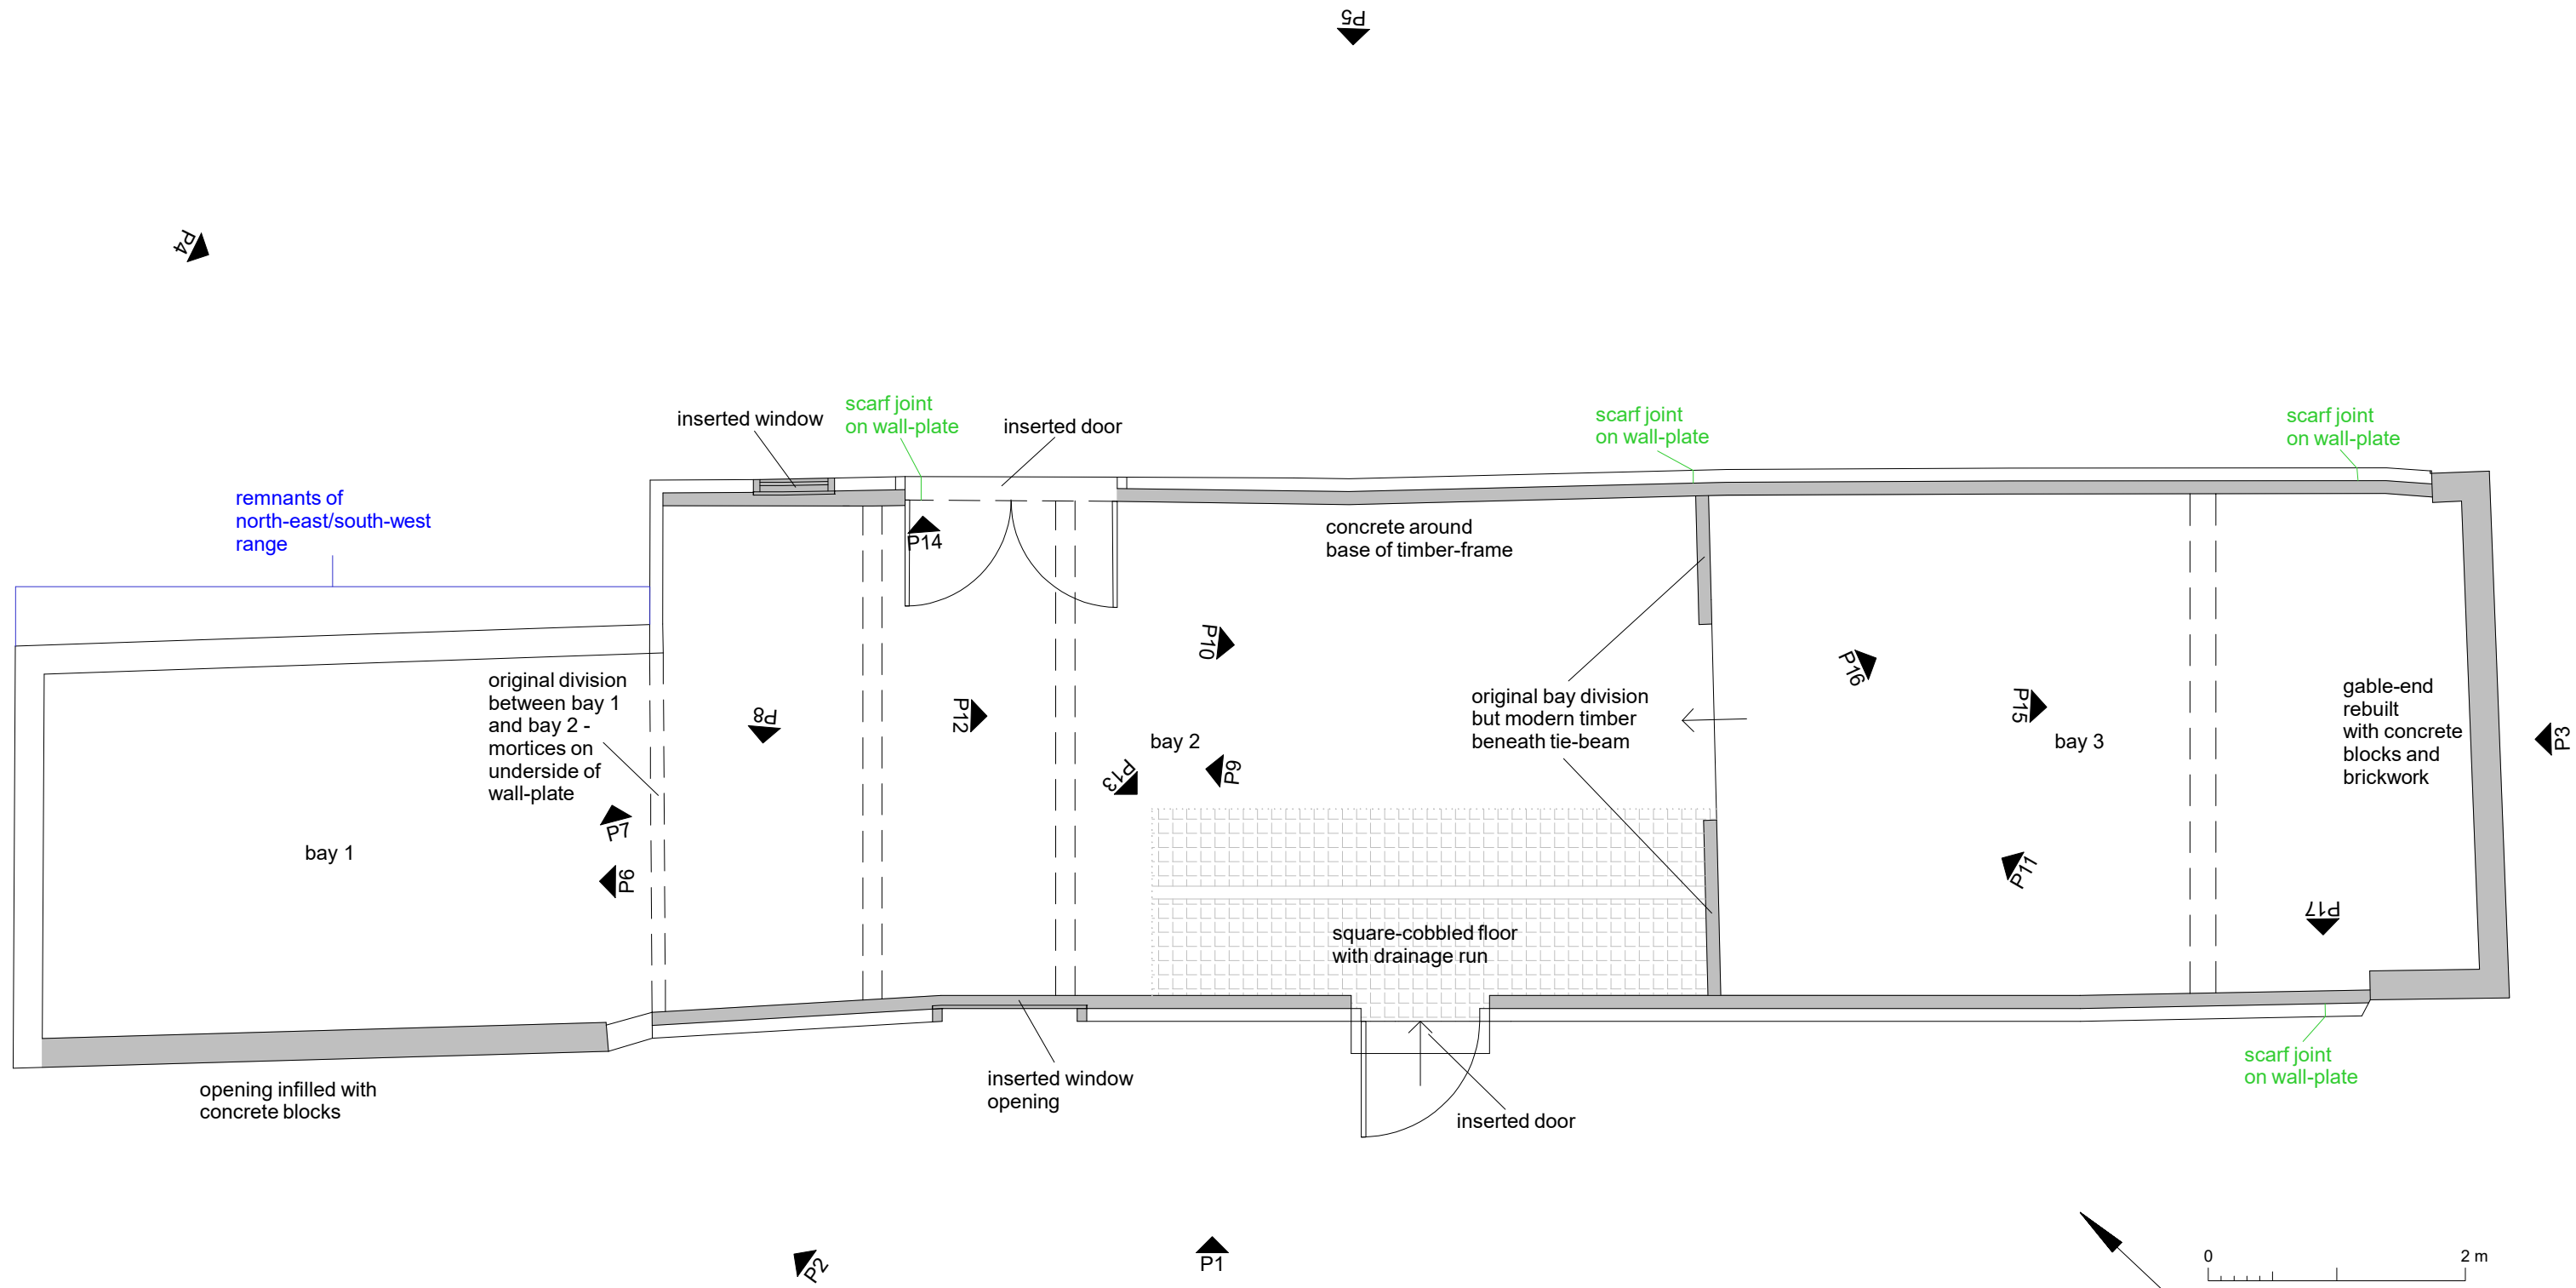 P5
P4
scarf joint
on wall-plate
inserted window
inserted door
scarf joint
on wall-plate
scarf joint
on wall-plate
remnants of
north-east/south-west
range
P14
concrete around
base of timber-frame
P10
P16
original division
between bay 1
and bay 2 -
mortices on
underside of
wall-plate
P8
P12
bay 2
P13
P9
original bay division
but modern timber
beneath tie-beam
P15
bay 3
gable-end
rebuilt
with concrete
blocks and
brickwork
P3
P7
bay 1
P6
P11
P17
square-cobbled floor
with drainage run
opening infilled with
concrete blocks
inserted window
opening
inserted door
scarf joint
on wall-plate
P2
P1
0
2 m